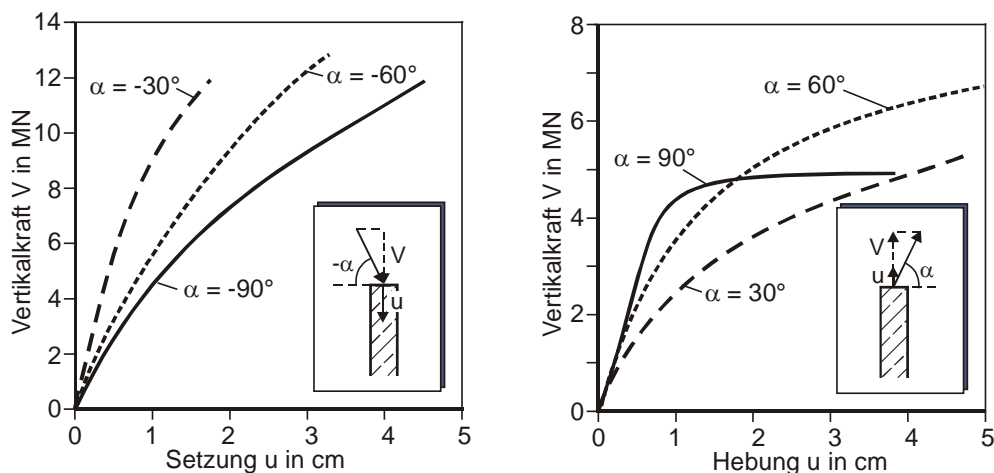 14
12
10
8
6
4
2
0
Vertikalkraft V in MN
α = -30°
α = -60°
α = -90°
V
-α
u
0 1 2 3 4 5
Setzung u in cm
8
6
4
2
0
Vertikalkraft V in MN
α = 60°
α = 90°
α = 30°
V
u
α
0 1 2 3 4 5
Hebung u in cm